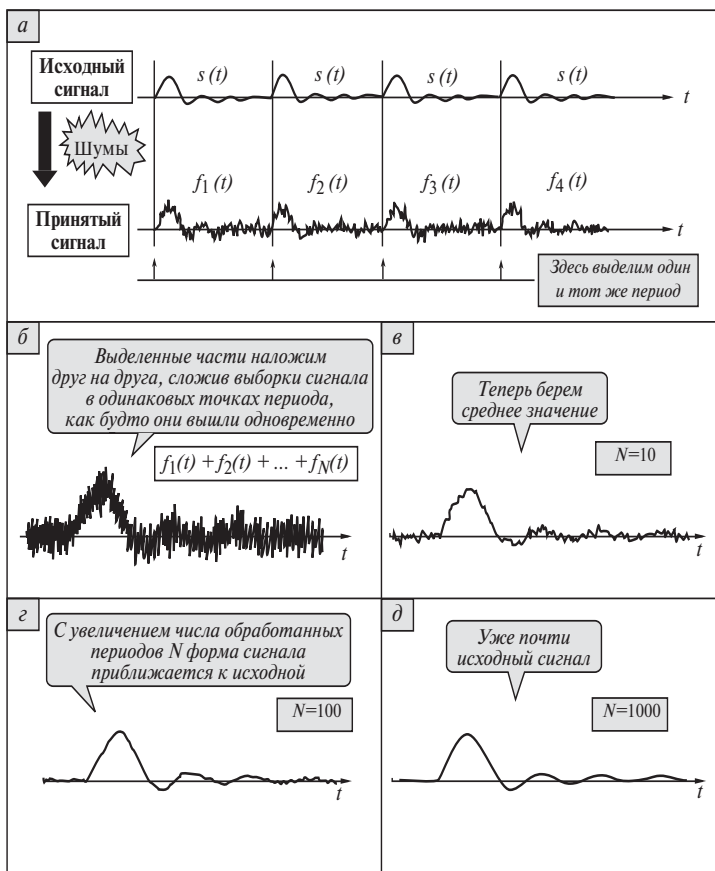 а
Исходный
сигнал
s (t)
s (t)
s (t)
s (t)
t
Шумы
f1 (t)
f2 (t)
f3 (t)
f4 (t)
Принятый
сигнал
t
Здесь выделим один
и тот же период
б
Выделенные части наложим
друг на друга, сложив выборки сигнала
в одинаковых точках периода,
как будто они вышли одновременно
f1(t) + f2(t) + ... + fN(t)
t
в
Теперь берем
среднее значение
N=10
t
г
С увеличением числа обработанных
периодов N форма сигнала
приближается к исходной
N=100
t
д
Уже почти
исходный сигнал
N=1000
t